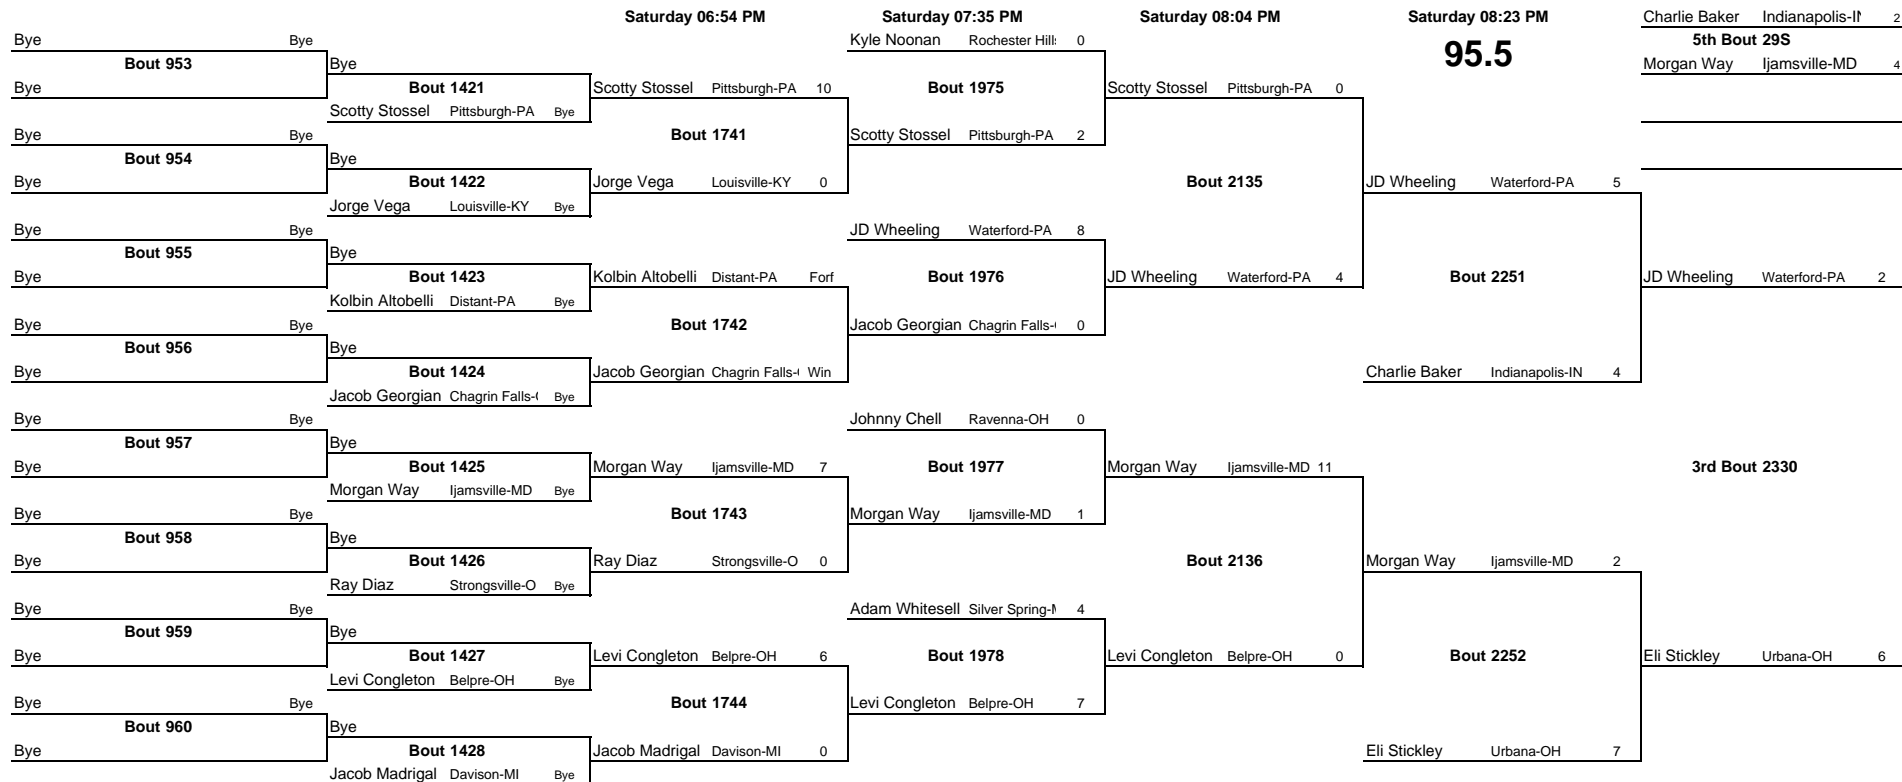 Saturday 06:54 PM
Saturday 07:35 PM
Saturday 08:04 PM
Saturday 08:23 PM
95.5
Bye Bye
Bout 953
Bye
Bye Bye
Bout 954
Bye
Bye Bye
Bout 955
Bye
Bye Bye
Bout 956
Bye
Bye Bye
Bout 957
Bye
Bye Bye
Bout 958
Bye
Bye Bye
Bout 959
Bye
Bye Bye
Bout 960
Bye
Bye
Bout 1421
Scotty Stossel Pittsburgh-PA Bye
Bye
Bout 1422
Jorge Vega Louisville-KY Bye
Bye
Bout 1423
Kolbin Altobelli Distant-PA Bye
Bye
Bout 1424
Jacob Georgian Chagrin Falls- Bye
Bye
Bout 1425
Morgan Way Ijamsville-MD Bye
Bye
Bout 1426
Ray Diaz Strongsville-O Bye
Bye
Bout 1427
Levi Congleton Belpre-OH Bye
Bye
Bout 1428
Jacob Madrigal Davison-MI Bye
Scotty Stossel Pittsburgh-PA 10
Bout 1741
Jorge Vega Louisville-KY 0
Kolbin Altobelli Distant-PA Forf
Bout 1742
Jacob Georgian Chagrin Falls- Win
Morgan Way Ijamsville-MD 7
Bout 1743
Ray Diaz Strongsville-O 0
Levi Congleton Belpre-OH 6
Bout 1744
Jacob Madrigal Davison-MI 0
Kyle Noonan Rochester Hill 0
Bout 1975
Scotty Stossel Pittsburgh-PA 2
JD Wheeling Waterford-PA 8
Bout 1976
Jacob Georgian Chagrin Falls- 0
Johnny Chell Ravenna-OH 0
Bout 1977
Morgan Way Ijamsville-MD 1
Adam Whitesell Silver Spring- 4
Bout 1978
Levi Congleton Belpre-OH 7
Scotty Stossel Pittsburgh-PA 0
Bout 2135
JD Wheeling Waterford-PA 4
Morgan Way Ijamsville-MD 11
Bout 2136
Levi Congleton Belpre-OH 0
JD Wheeling Waterford-PA 5
Bout 2251
Charlie Baker Indianapolis-IN 4
Morgan Way Ijamsville-MD 2
Bout 2252
Eli Stickley Urbana-OH 7
Charlie Baker Indianapolis-I 2
5th Bout 29S
Morgan Way Ijamsville-MD 4
JD Wheeling Waterford-PA 2
3rd Bout 2330
Eli Stickley Urbana-OH 6